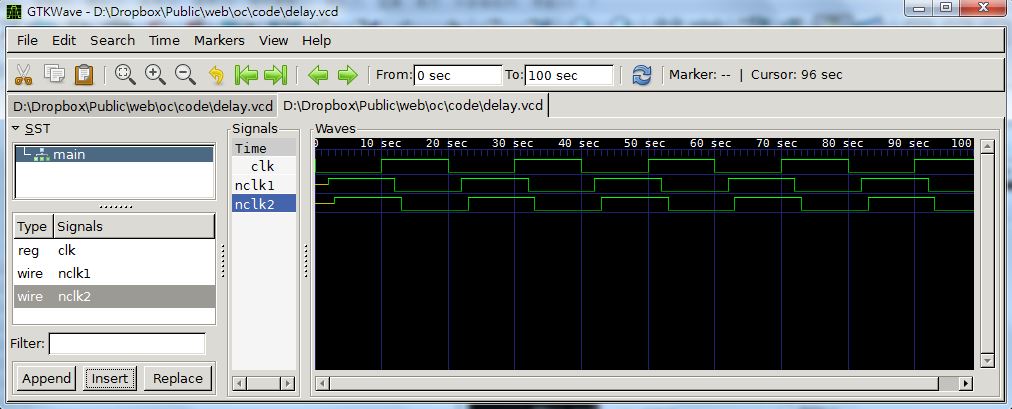 GTKWave - D:\Dropbox\Public\web\oc\code\delay.vcd
File Edit Search Time Markers View Help
From: 0 sec To: 100 sec Marker: -- | Cursor: 96 sec
D:\Dropbox\Public\web\oc\code\delay.vcd D:\Dropbox\Public\web\oc\code\delay.vcd
SST
main
Type Signals
reg clk
wire nclk1
wire nclk2
Filter:
Append Insert Replace
Signals
Time
clk
nclk1
nclk2
Waves
0 10 sec 20 sec 30 sec 40 sec 50 sec 60 sec 70 sec 80 sec 90 sec 100